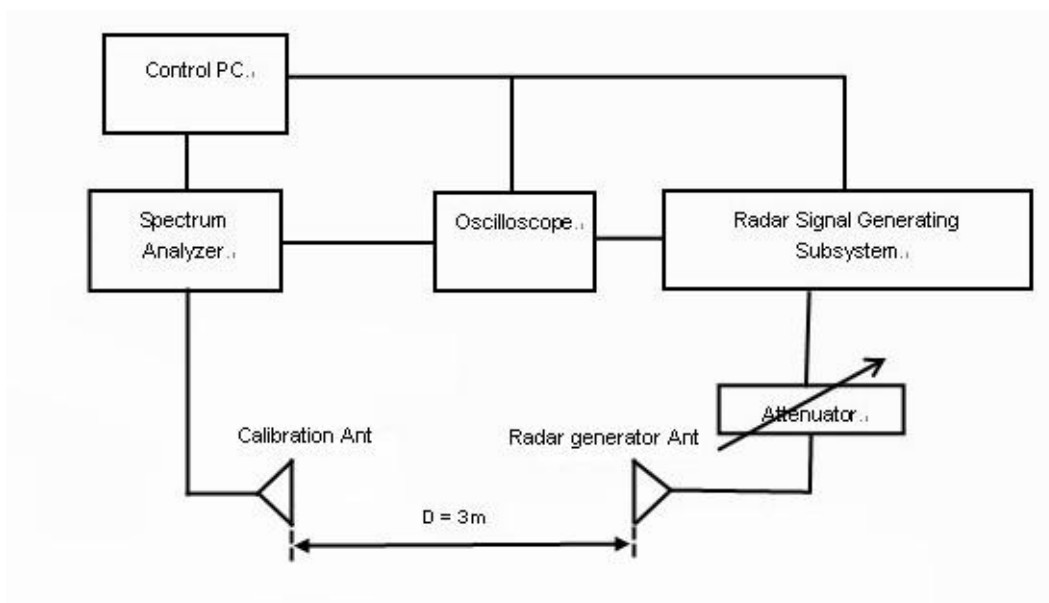 Control PC
Spectrum
Analyzer
Oscilloscope
Radar Signal Generating
Subsystem
Attenuator
Calibration Ant
Radar generator Ant
D = 3m